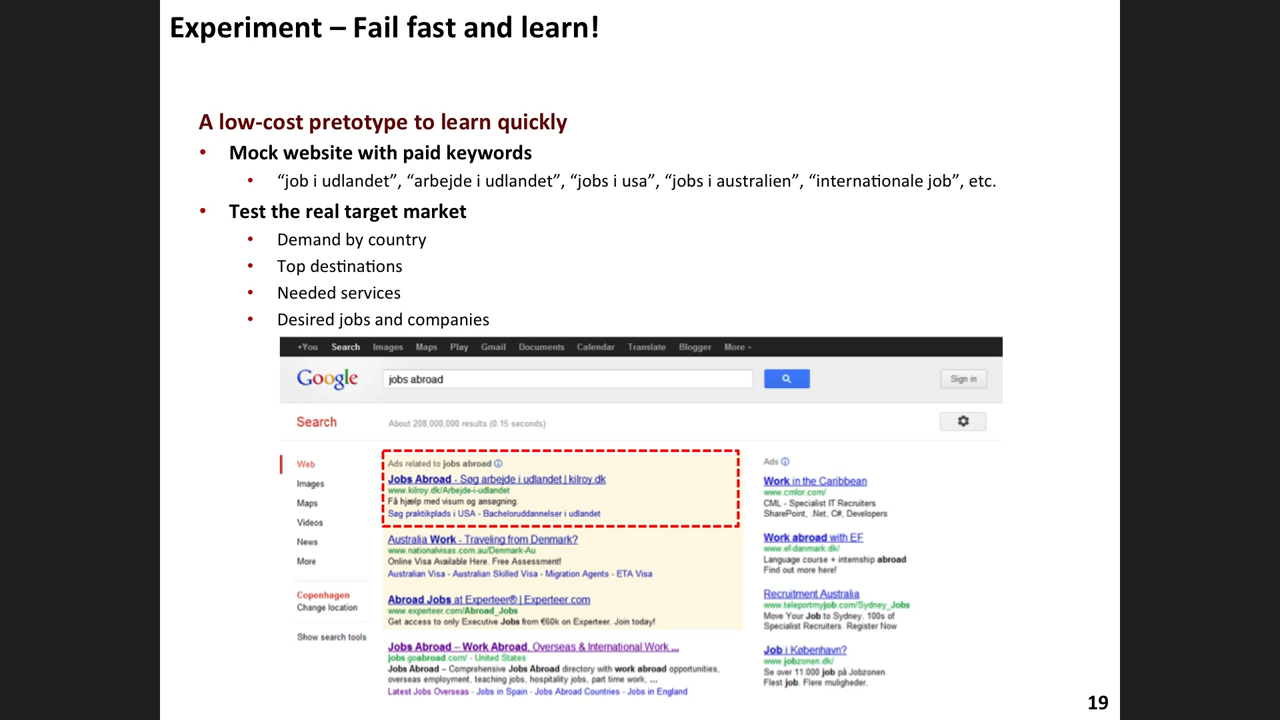 Experiment – Fail fast and learn!
A low-cost pretotype to learn quickly
• Mock website with paid keywords
• “job i udlandet”, “arbejde i udlandet”, “jobs i usa”, “jobs i australien”, “internationale job”, etc.
• Test the real target market
• Demand by country
• Top destinations
• Needed services
• Desired jobs and companies
+You Search Images Maps Play Gmail Documents Calendar Translate Blogger More
Google jobs abroad Sign in
Search About 208,000,000 results (0.15 seconds)
Web
Images
Maps
Videos
News
More
Copenhagen
Change location
Show search tools
Ads related to jobs abroad
Jobs Abroad - Søg arbejde i udlandet | kilroy.dk
www.kilroy.dk/Arbejde-i-udlandet
Få hjælp med visum og ansøgning.
Søg praktikplads i USA - Bacheloruddannelser i udlandet
Australia Work - Traveling from Denmark?
www.nationalvisas.com.au/Denmark-Au
Online Visa Available Here. Free Assessment!
Australian Visa - Australian Skilled Visa - Migration Agents - ETA Visa
Abroad Jobs at Experteer® | Experteer.com
www.experteer.com/Abroad_Jobs
Get access to only Executive Jobs from €60k on Experteer. Join today!
Jobs Abroad – Work Abroad, Overseas & International Work ...
jobs.goabroad.com/ - United States
Jobs Abroad – Comprehensive Jobs Abroad directory with work abroad opportunities,
overseas employment, teaching jobs, hospitality jobs, part time work, ...
Latest Jobs Overseas - Jobs in Spain - Jobs Abroad Countries - Jobs in England
Ads
Work in the Caribbean
www.cmlor.com/
CML - Specialist IT Recruiters
SharePoint, .Net, C#, Developers
Work abroad with EF
www.ef-danmark.dk/
Language course + internship abroad
Find out more here!
Recruitment Australia
www.teleportmyjob.com/Sydney_Jobs
Move Your Job to Sydney. 100s of
Specialist Recruiters. Register Now
Job i København?
www.jobzonen.dk/
Se over 11.000 job på Jobzonen.
Flest job. Flere muligheder.
19